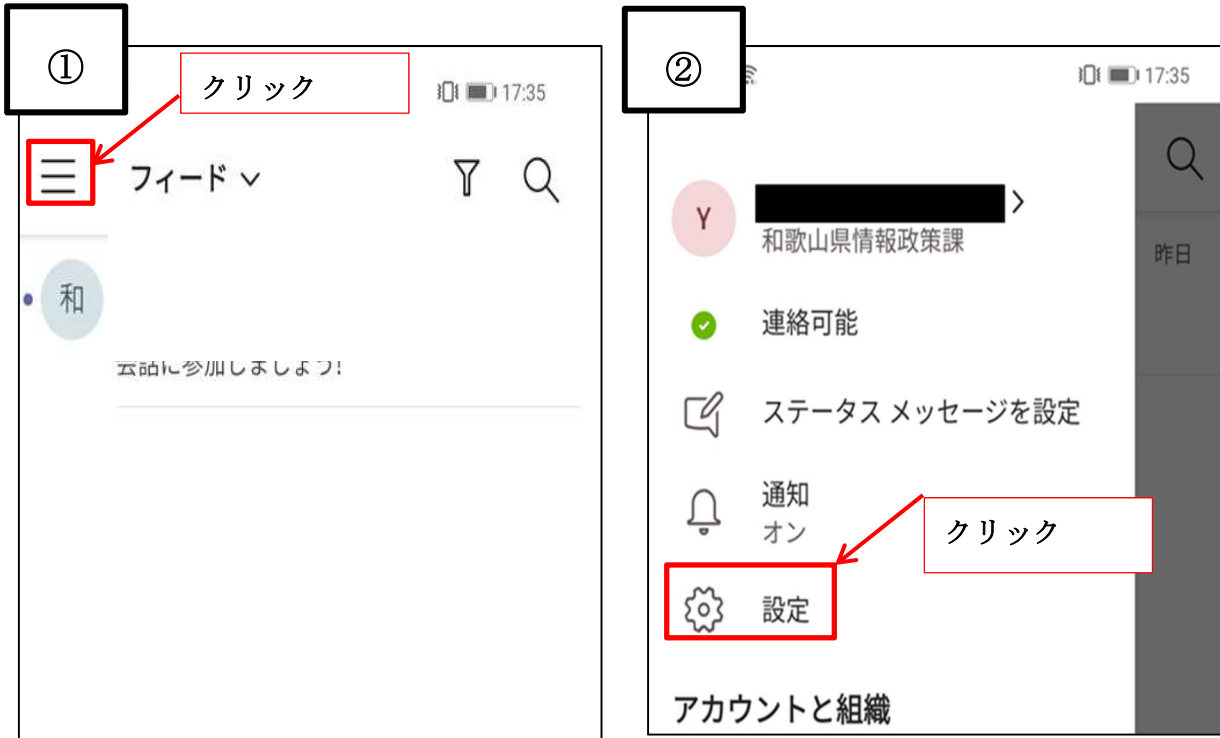 ①
クリック
17:35
フィード
和
会話に参加しましょう!
②
17:35
Y
和歌山県情報政策課
昨日
連絡可能
ステータス メッセージを設定
通知
オン
クリック
設定
アカウントと組織